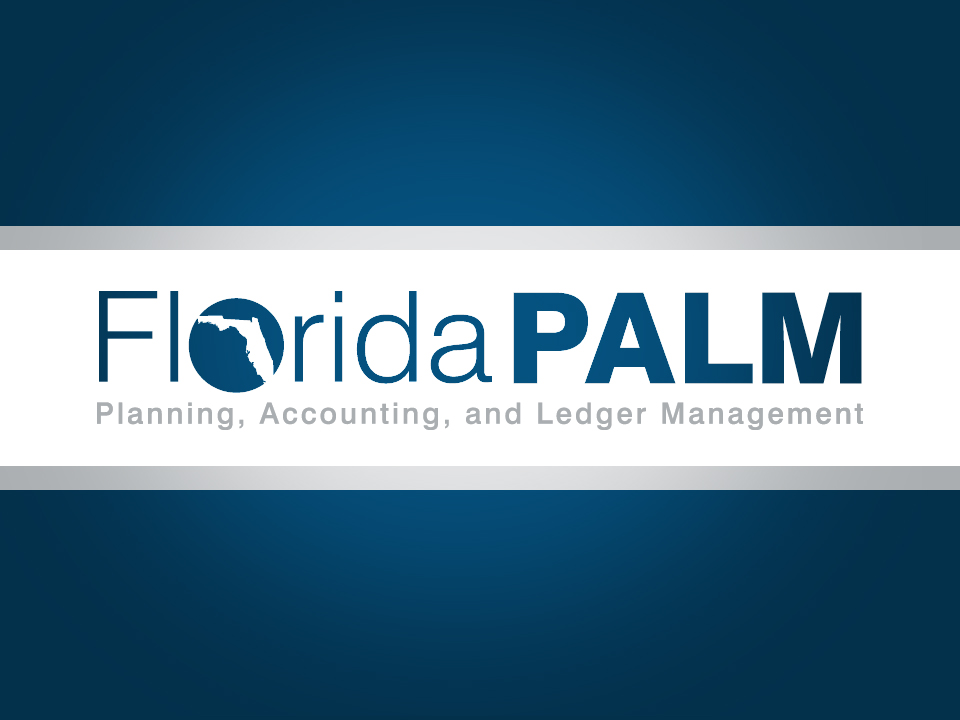 Florida PALM
Planning, Accounting, and Ledger Management